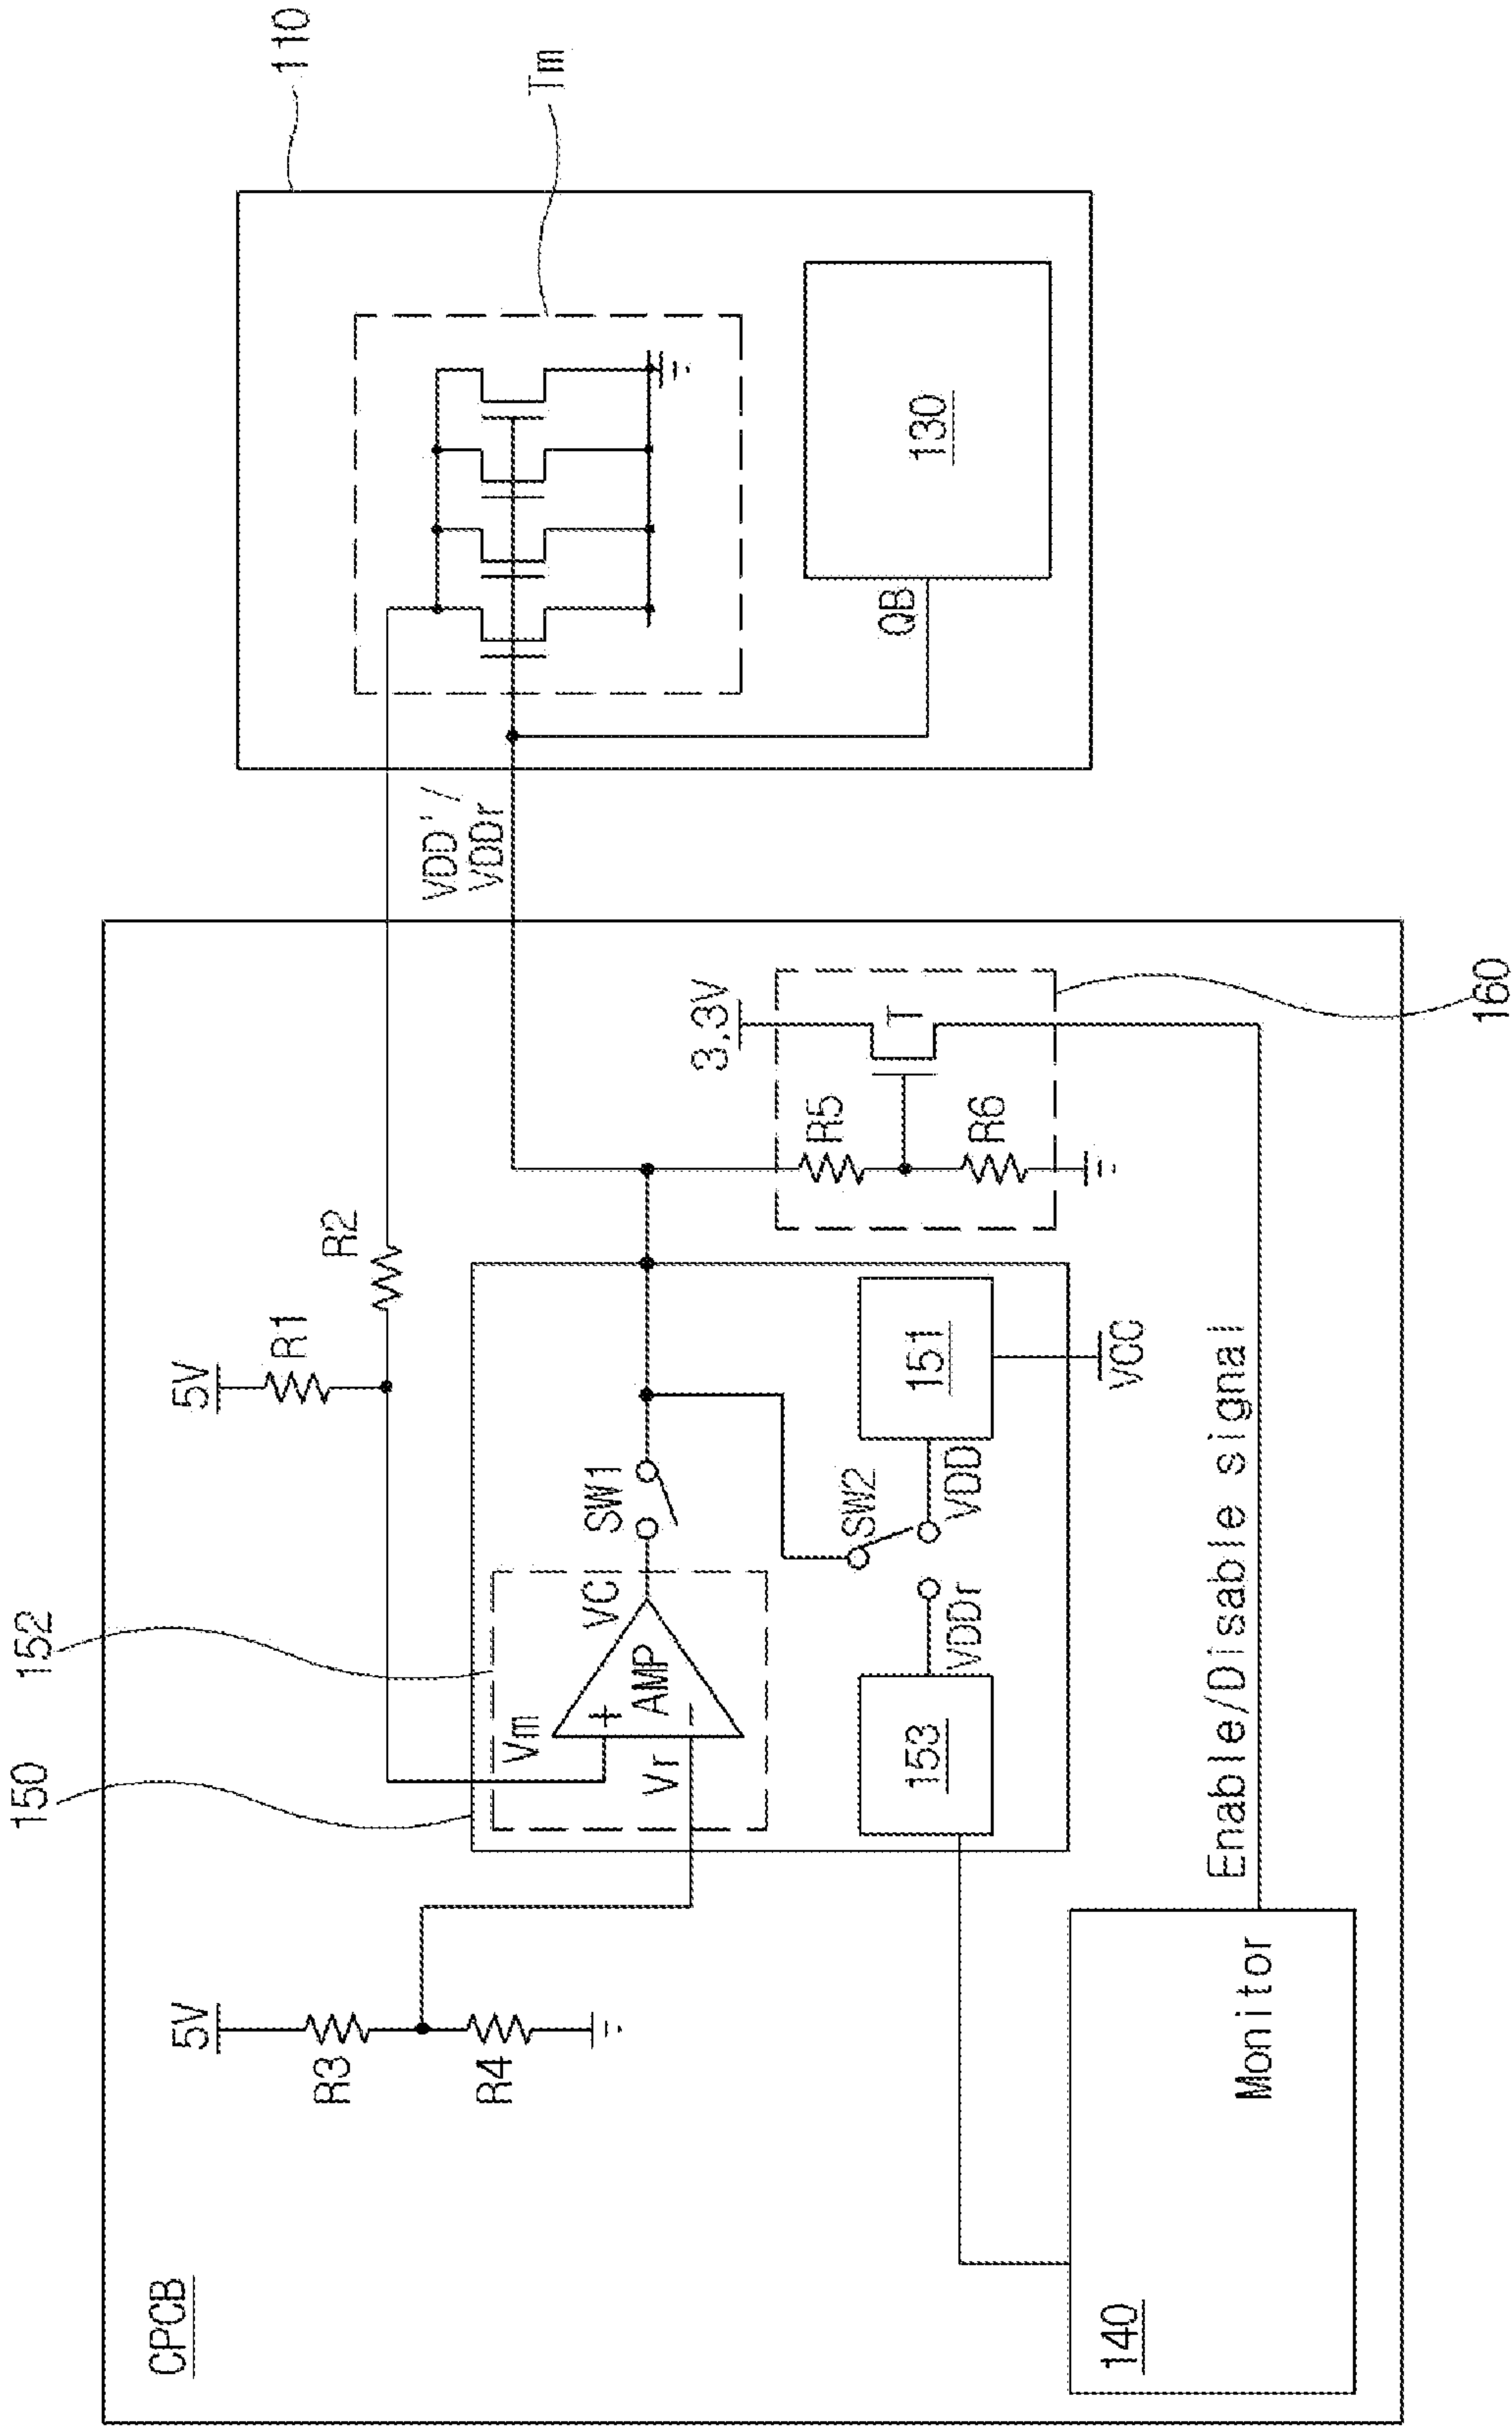 150
152
110
CPCB
5V
5V
R1
R3
R2
VDD'/
VDDr
R4
Vm
Tm
VC
SW1
+
AMP
-
Vr
3.3V
R5
SW2
T
QB
153
151
130
VDDr
VDD
R6
VCC
140
Enable/Disable signal
Monitor
160